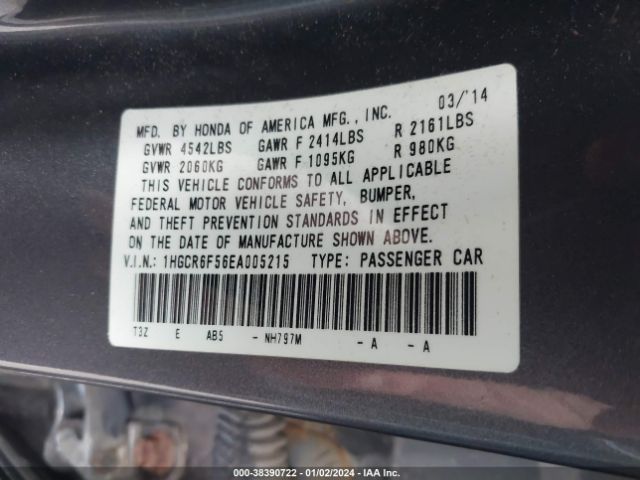 MFD. BY HONDA OF AMERICA MFG., INC. 03/'14
GVWR 4542LBS GAWR F 2414LBS R 2161LBS
GVWR 2060KG GAWR F 1095KG R 980KG
THIS VEHICLE CONFORMS TO ALL APPLICABLE
FEDERAL MOTOR VEHICLE SAFETY, BUMPER,
AND THEFT PREVENTION STANDARDS IN EFFECT
ON THE DATE OF MANUFACTURE SHOWN ABOVE.
V.I.N.: 1HGCR6F56EA005215 TYPE: PASSENGER CAR
T3Z E AB5 - NH797M - A - A
000-38390722 - 01/02/2024 - IAA Inc.